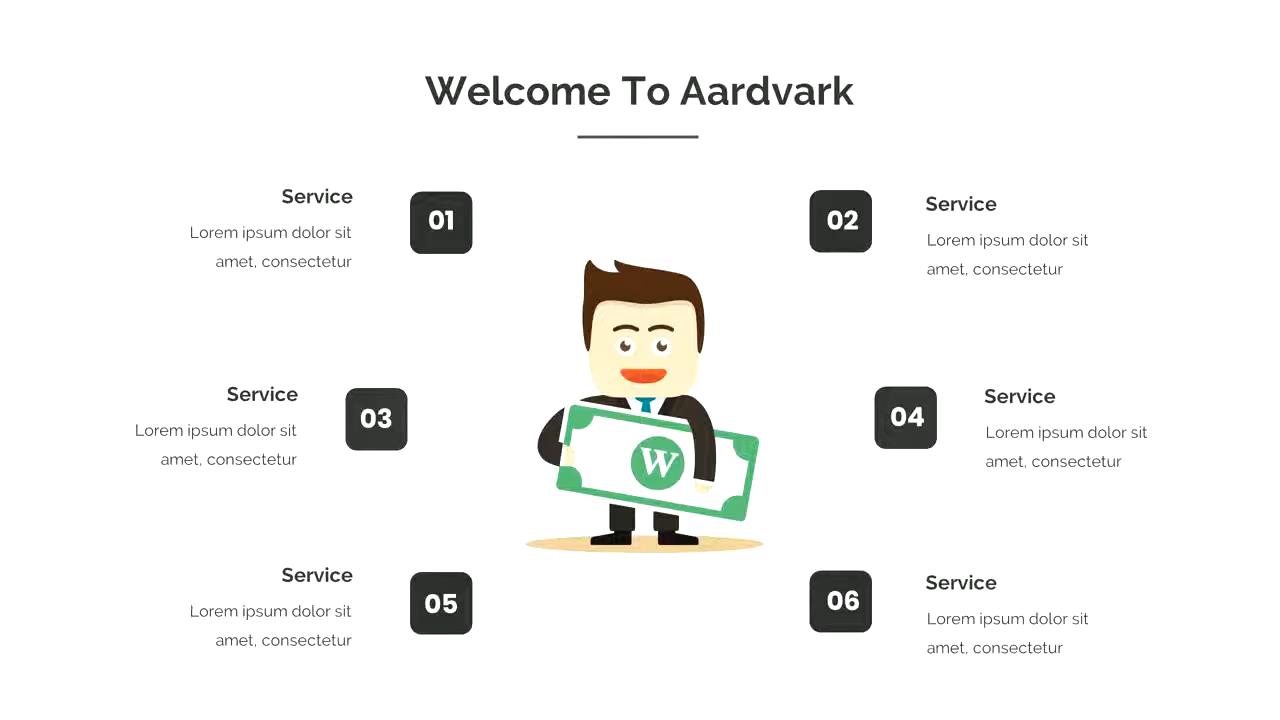 Welcome To Aardvark
Service
01
Lorem ipsum dolor sit
amet, consectetur
02
Service
Lorem ipsum dolor sit
amet, consectetur
Service
03
Lorem ipsum dolor sit
amet, consectetur
04
Service
Lorem ipsum dolor sit
amet, consectetur
W
Service
05
Lorem ipsum dolor sit
amet, consectetur
06
Service
Lorem ipsum dolor sit
amet, consectetur